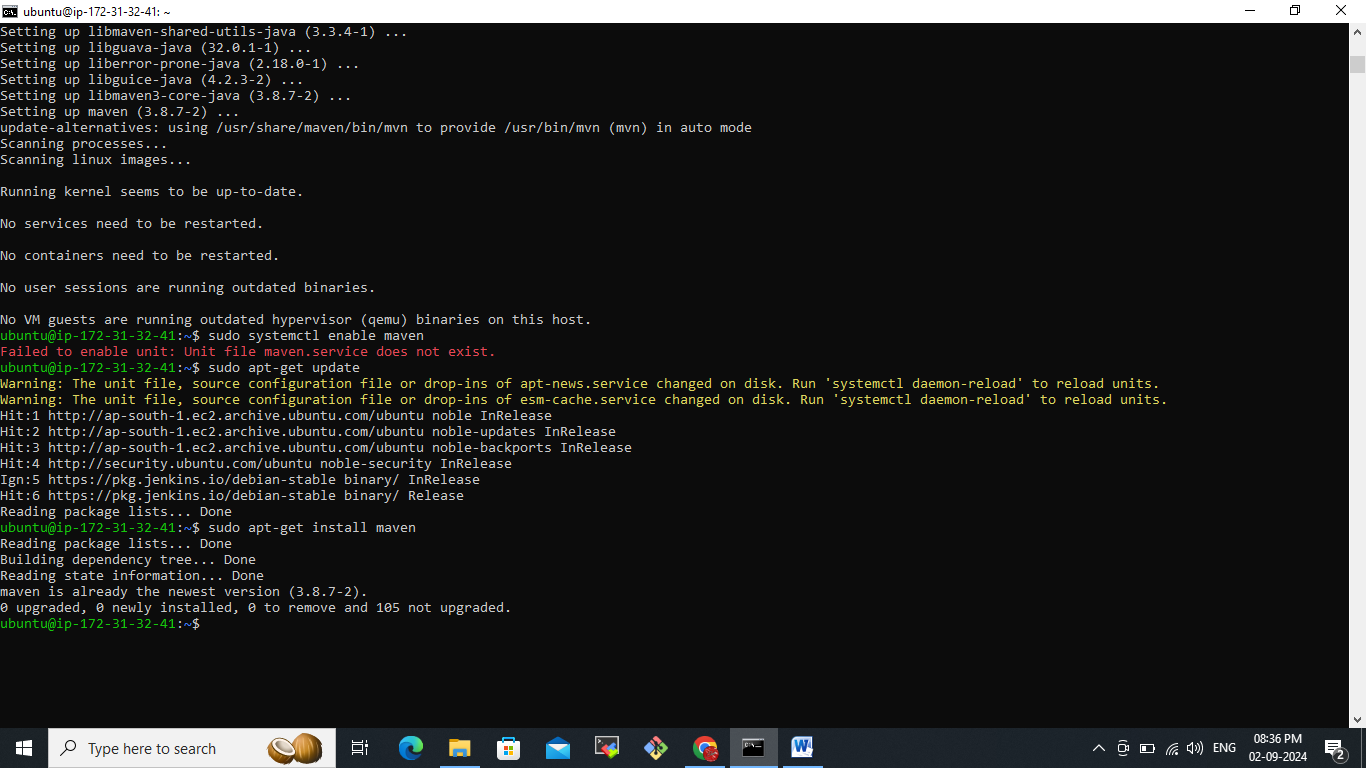 ubuntu@ip-172-31-32-41: ~
Setting up libmaven-shared-utils-java (3.3.4-1) ...
Setting up libguava-java (32.0.1-1) ...
Setting up liberror-prone-java (2.18.0-1) ...
Setting up libguice-java (4.2.3-2) ...
Setting up libmaven3-core-java (3.8.7-2) ...
Setting up maven (3.8.7-2) ...
update-alternatives: using /usr/share/maven/bin/mvn to provide /usr/bin/mvn (mvn) in auto mode
Scanning processes...
Scanning linux images...
Running kernel seems to be up-to-date.
No services need to be restarted.
No containers need to be restarted.
No user sessions are running outdated binaries.
No VM guests are running outdated hypervisor (qemu) binaries on this host.
ubuntu@ip-172-31-32-41:~$ sudo systemctl enable maven
Failed to enable unit: Unit file maven.service does not exist.
ubuntu@ip-172-31-32-41:~$ sudo apt-get update
Warning: The unit file, source configuration file or drop-ins of apt-news.service changed on disk. Run 'systemctl daemon-reload' to reload units.
Warning: The unit file, source configuration file or drop-ins of esm-cache.service changed on disk. Run 'systemctl daemon-reload' to reload units.
Hit:1 http://ap-south-1.ec2.archive.ubuntu.com/ubuntu noble InRelease
Hit:2 http://ap-south-1.ec2.archive.ubuntu.com/ubuntu noble-updates InRelease
Hit:3 http://ap-south-1.ec2.archive.ubuntu.com/ubuntu noble-backports InRelease
Hit:4 http://security.ubuntu.com/ubuntu noble-security InRelease
Ign:5 https://pkg.jenkins.io/debian-stable binary/ InRelease
Hit:6 https://pkg.jenkins.io/debian-stable binary/ Release
Reading package lists... Done
ubuntu@ip-172-31-32-41:~$ sudo apt-get install maven
Reading package lists... Done
Building dependency tree... Done
Reading state information... Done
maven is already the newest version (3.8.7-2).
0 upgraded, 0 newly installed, 0 to remove and 105 not upgraded.
ubuntu@ip-172-31-32-41:~$
Type here to search
ENG
08:36 PM
02-09-2024
2